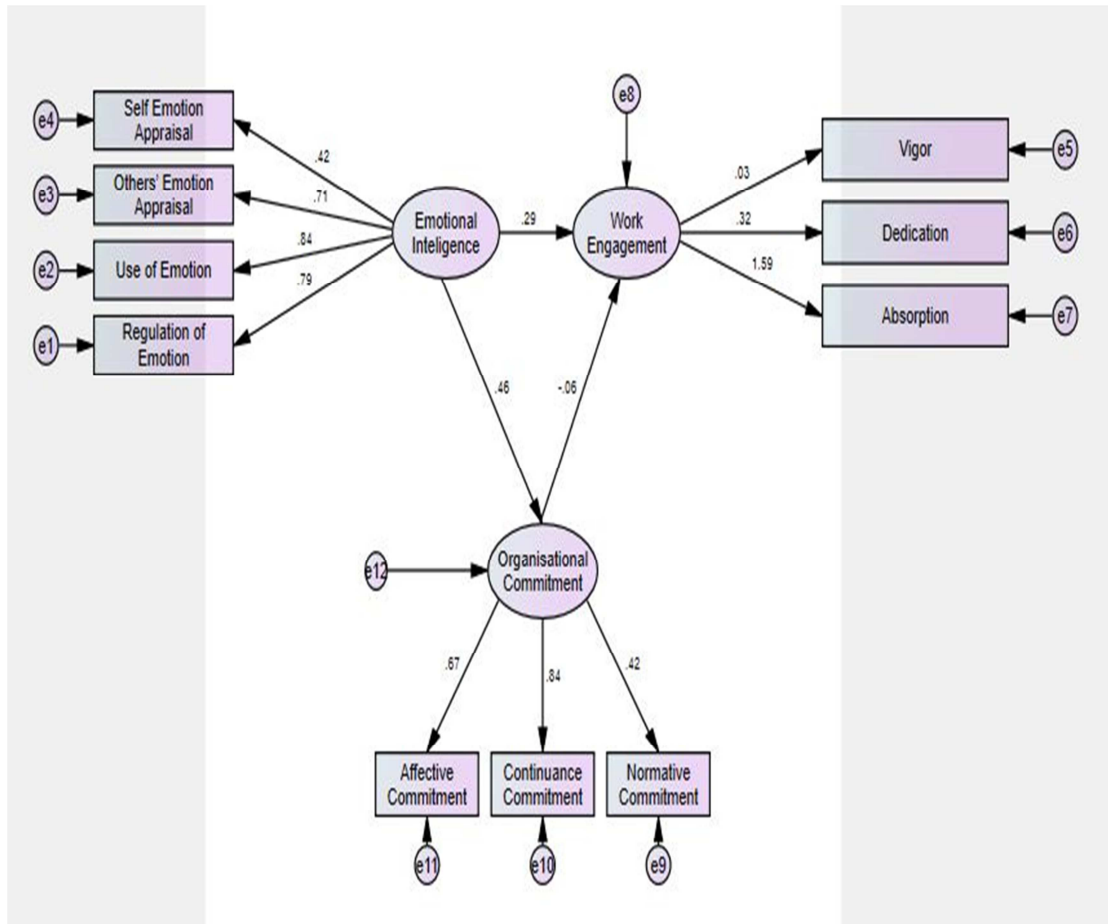 e4
Self Emotion
Appraisal
.42
e3
Others' Emotion
Appraisal
.71
e2
Use of Emotion
.84
e1
Regulation of
Emotion
.79
Emotional
Inteligence
.29
e8
Work
Engagement
.03
Vigor
e5
.32
Dedication
e6
1.59
Absorption
e7
.46
-.06
e12
Organisational
Commitment
.67
.84
.42
Affective
Commitment
Continuance
Commitment
Normative
Commitment
e11
e10
e9